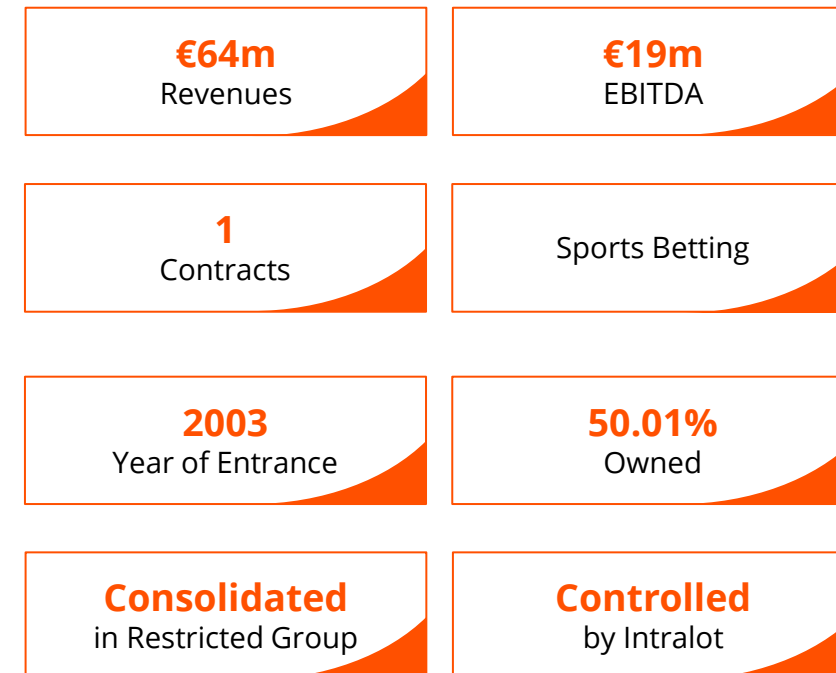 €64m
Revenues
€19m
EBITDA
1
Contracts
Sports Betting
2003
Year of Entrance
50.01%
Owned
Consolidated
in Restricted Group
Controlled
by Intralot